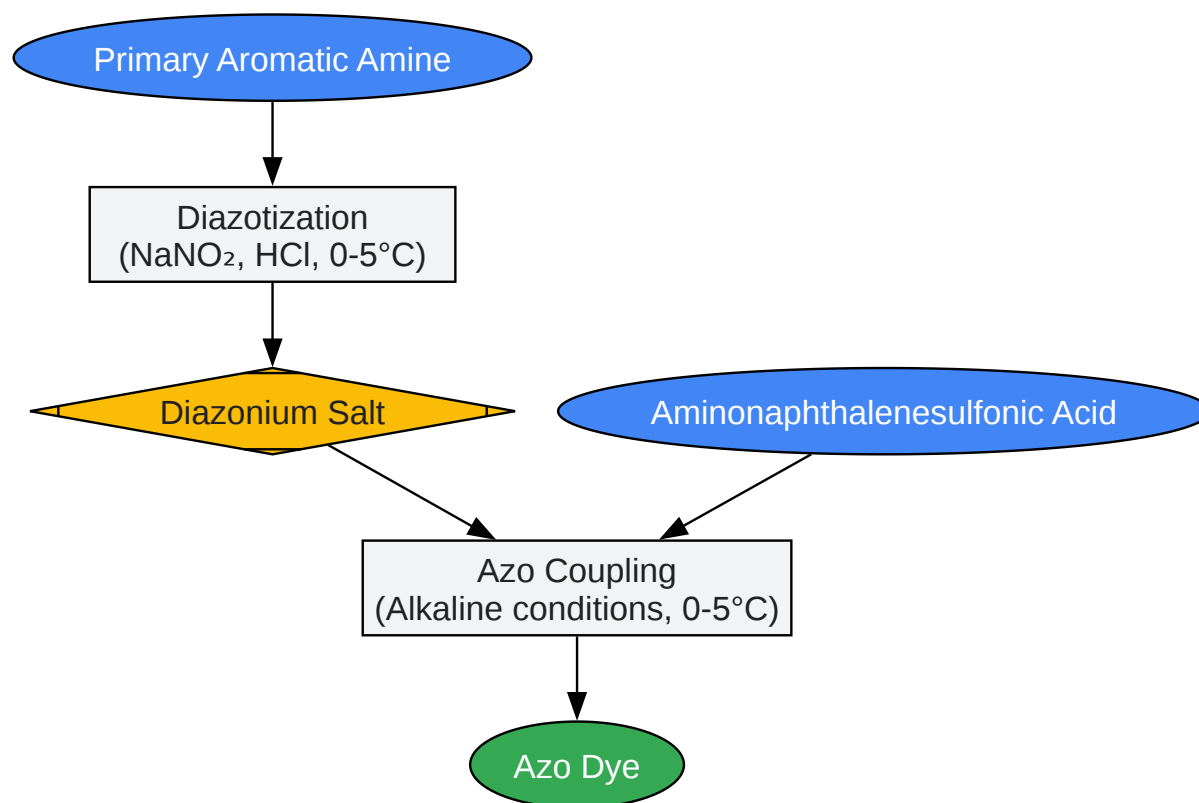 Primary Aromatic Amine
Diazotization
(NaNO₂, HCl, 0-5°C)
Diazonium Salt
Aminonaphthalenesulfonic Acid
Azo Coupling
(Alkaline conditions, 0-5°C)
Azo Dye